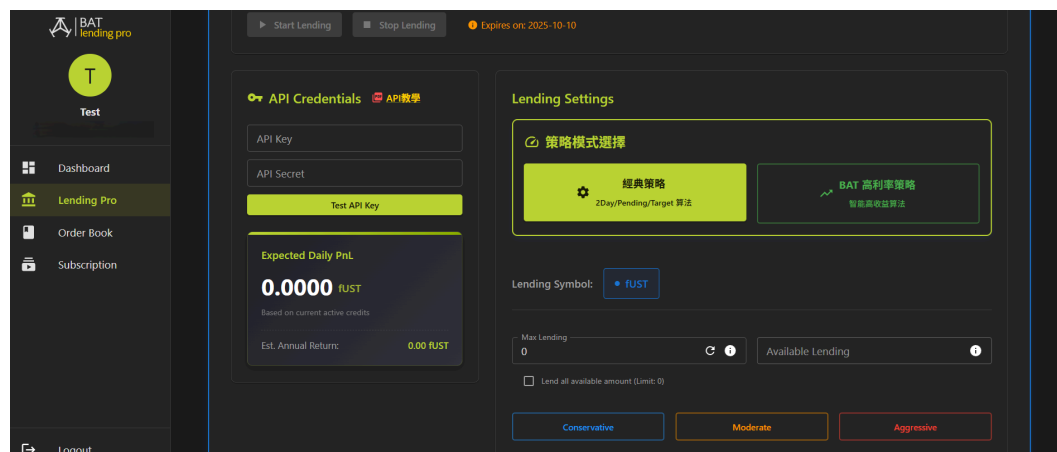 BAT
lending pro
T
Test
Dashboard
Lending Pro
Order Book
Subscription
Logout
Start Lending
Stop Lending
Expires on: 2025-10-10
API Credentials
API教學
API Key
API Secret
Test API Key
Expected Daily PnL
0.0000 fUST
Based on current active credits
Est. Annual Return: 0.00 fUST
Lending Settings
策略模式選擇
經典策略
2Day/Pending/Target 算法
BAT 高利率策略
智能高收益算法
Lending Symbol:
fUST
Max Lending
0
Available Lending
Lend all available amount (Limit: 0)
Conservative
Moderate
Aggressive